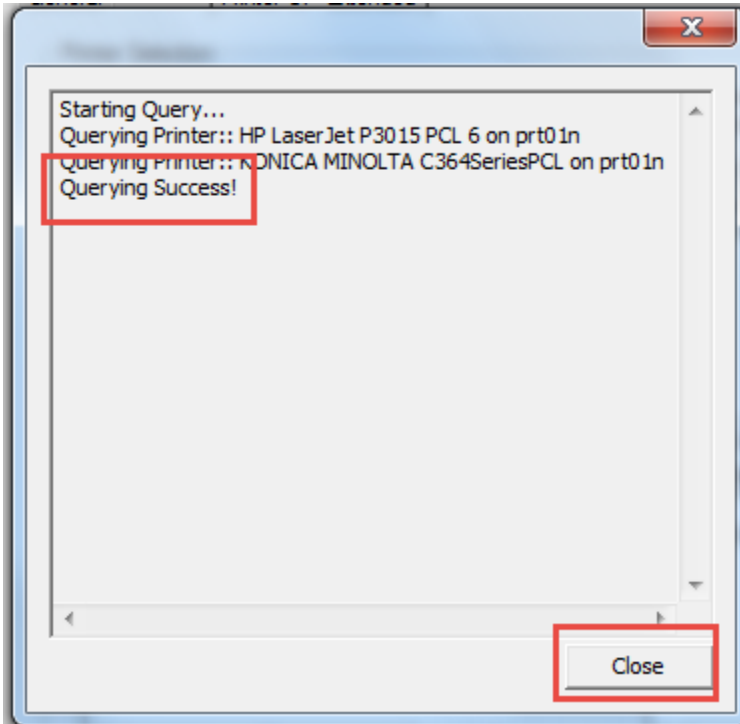 Starting Query...
Querying Printer:: HP LaserJet P3015 PCL 6 on prt01n
Querying Printer:: KONICA MINOLTA C364SeriesPCL on prt01n
Querying Success!
Close